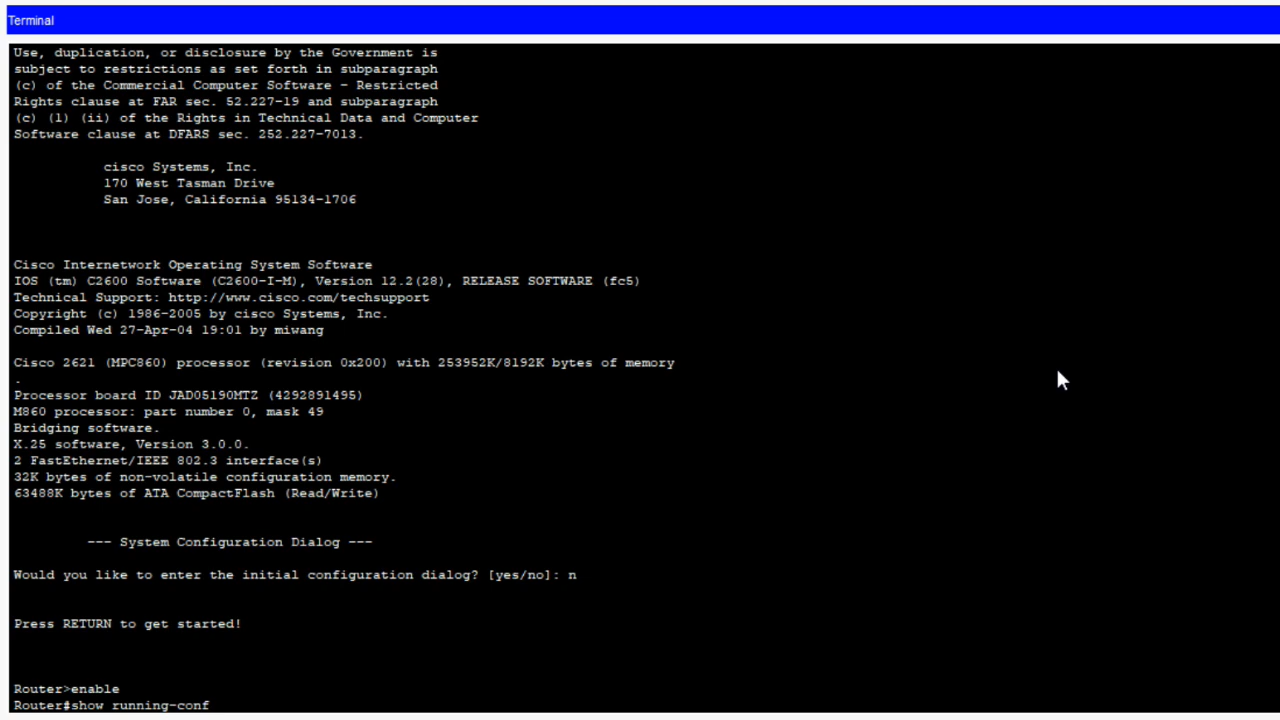 Terminal
Use, duplication, or disclosure by the Government is
subject to restrictions as set forth in subparagraph
(c) of the Commercial Computer Software - Restricted
Rights clause at FAR sec. 52.227-19 and subparagraph
(c) (1) (ii) of the Rights in Technical Data and Computer
Software clause at DFARS sec. 252.227-7013.
cisco Systems, Inc.
170 West Tasman Drive
San Jose, California 95134-1706
Cisco Internetwork Operating System Software
IOS (tm) C2600 Software (C2600-I-M), Version 12.2(28), RELEASE SOFTWARE (fc5)
Technical Support: http://www.cisco.com/techsupport
Copyright (c) 1986-2005 by cisco Systems, Inc.
Compiled Wed 27-Apr-04 19:01 by miwang
Cisco 2621 (MPC860) processor (revision 0x200) with 253952K/8192K bytes of memory
.
Processor board ID JAD05190MTZ (4292891495)
M860 processor: part number 0, mask 49
Bridging software.
X.25 software, Version 3.0.0.
2 FastEthernet/IEEE 802.3 interface(s)
32K bytes of non-volatile configuration memory.
63488K bytes of ATA CompactFlash (Read/Write)
--- System Configuration Dialog ---
Would you like to enter the initial configuration dialog? [yes/no]: n
Press RETURN to get started!
Router>enable
Router#show running-conf